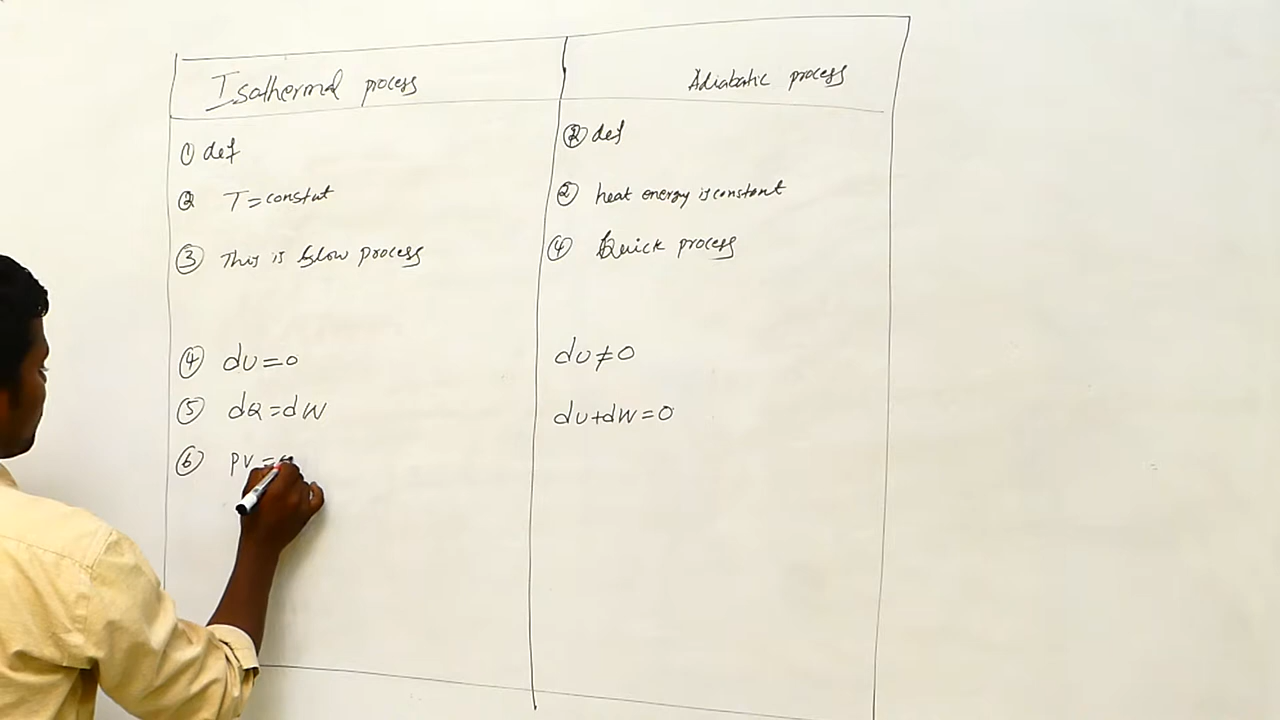 Isothermal process
① def
② T = constut
③ This is slow process
④ dU = 0
⑤ dQ = dW
⑥ PV =
Adiabatic process
② def
② heat energy is constant
④ Quick process
dU ≠ 0
dU + dW = 0